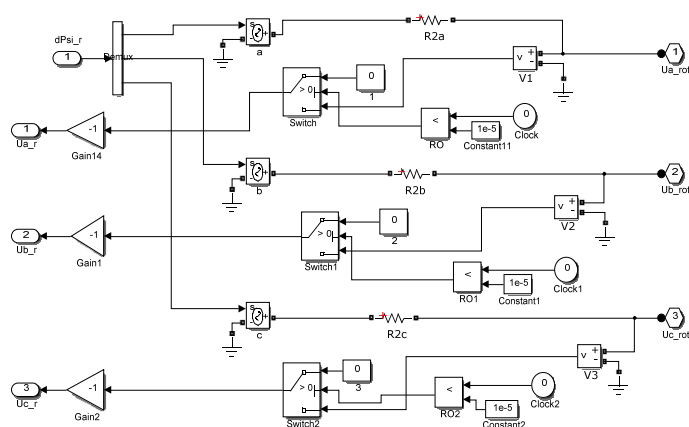 dPsi_r
1
Demux
s
+
-
a
R2a
v
+
-
V1
1
Ua_rot
0
1
> 0
Switch
<
RO
0
Clock
1e-5
Constant11
1
Ua_r
-1
Gain14
s
+
-
b
R2b
2
Ub_rot
v
+
-
V2
0
2
> 0
Switch1
2
Ub_r
-1
Gain1
<
RO1
0
Clock1
1e-5
Constant1
s
+
-
c
R2c
3
Uc_rot
v
+
-
V3
0
3
> 0
Switch2
3
Uc_r
-1
Gain2
<
RO2
0
Clock2
1e-5
Constant2